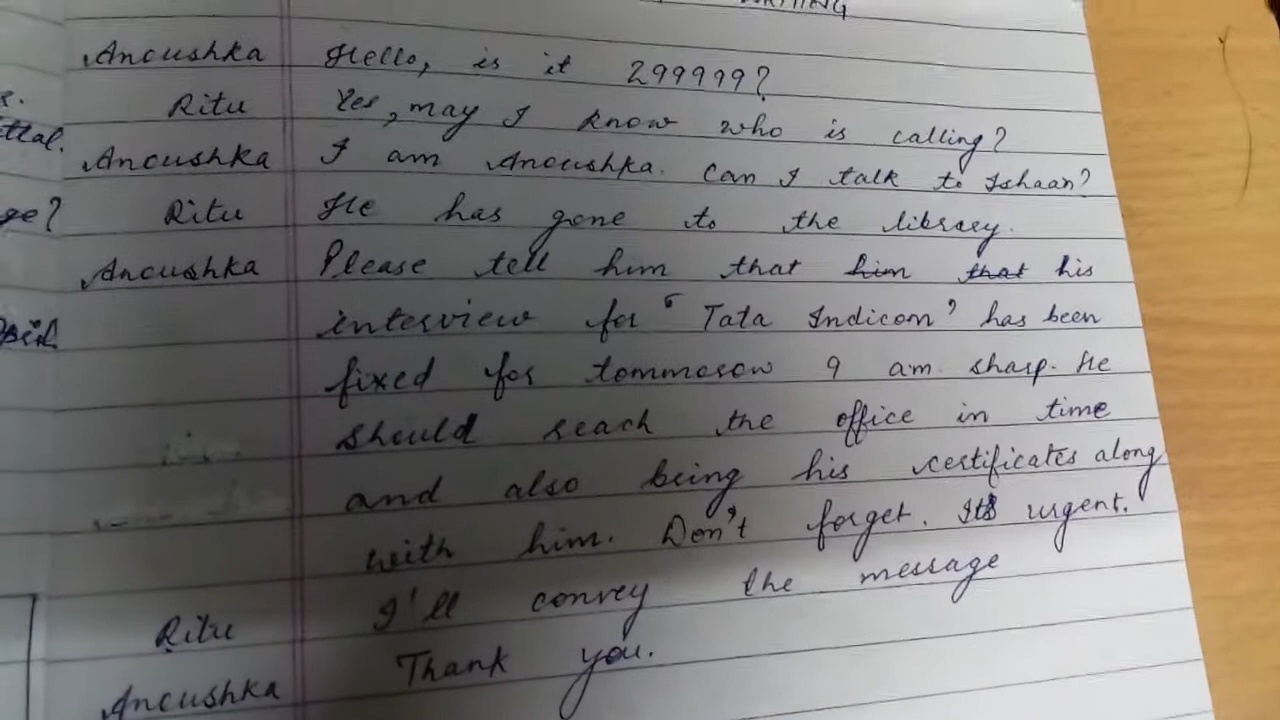 WRITING
Anoushka Hello, is it 299999?
Ritu Yes, may I know who is calling?
Anoushka I am Anoushka. Can I talk to Ishaan?
Ritu He has gone to the library.
Anoushka Please tell him that him that his
interview for 'Tata Indicom' has been
fixed for tommorow 9 am sharp. He
should reach the office in time
and also bring his certificates along
with him. Don't forget. Its urgent.
Ritu I'll convey the message
Anoushka Thank you.